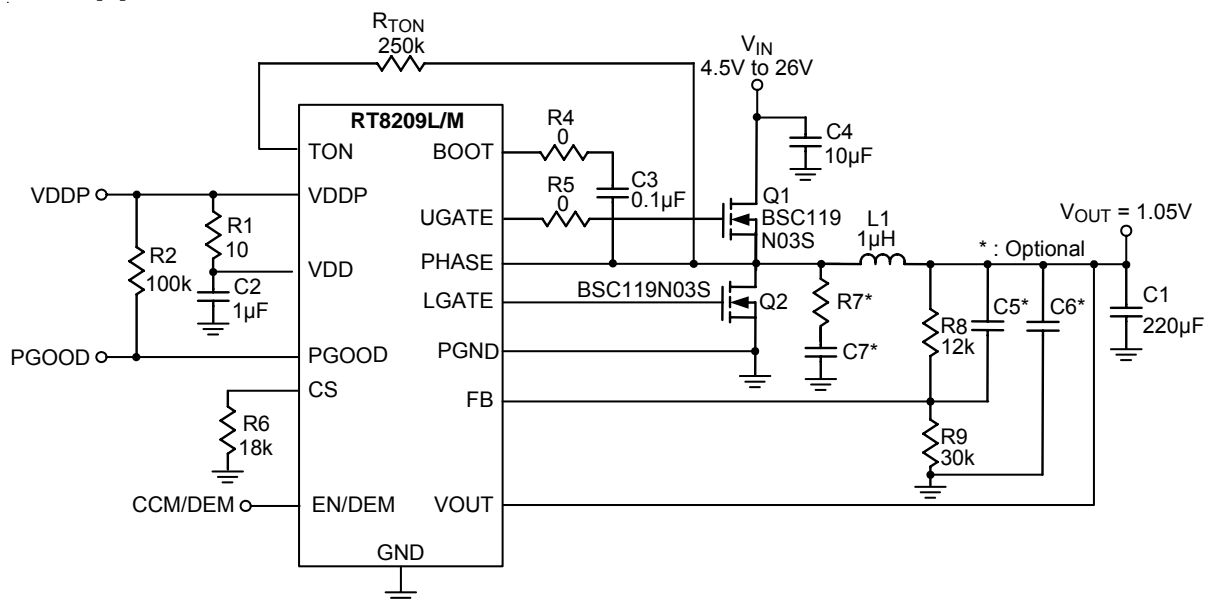 R_TON
250k
V_IN
4.5V to 26V
RT8209L/M
TON
BOOT
R4
0
C4
10µF
VDDP
VDDP
R5
0
C3
0.1µF
Q1
BSC119
N03S
UGATE
R1
10
L1
1µH
V_OUT = 1.05V
* : Optional
R2
100k
VDD
PHASE
C2
1µF
LGATE
BSC119N03S
Q2
R7*
C5*
C6*
C1
220µF
R8
12k
PGOOD
PGOOD
PGND
C7*
CS
FB
R6
18k
R9
30k
CCM/DEM
EN/DEM
VOUT
GND